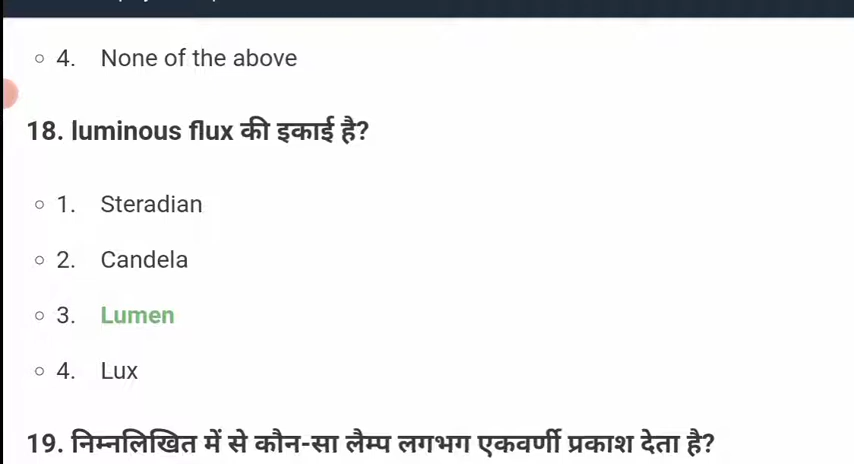 4. None of the above
18. luminous flux की इकाई है?
1. Steradian
2. Candela
3. Lumen
4. Lux
19. निम्नलिखित में से कौन-सा लैम्प लगभग एकवर्णी प्रकाश देता है?